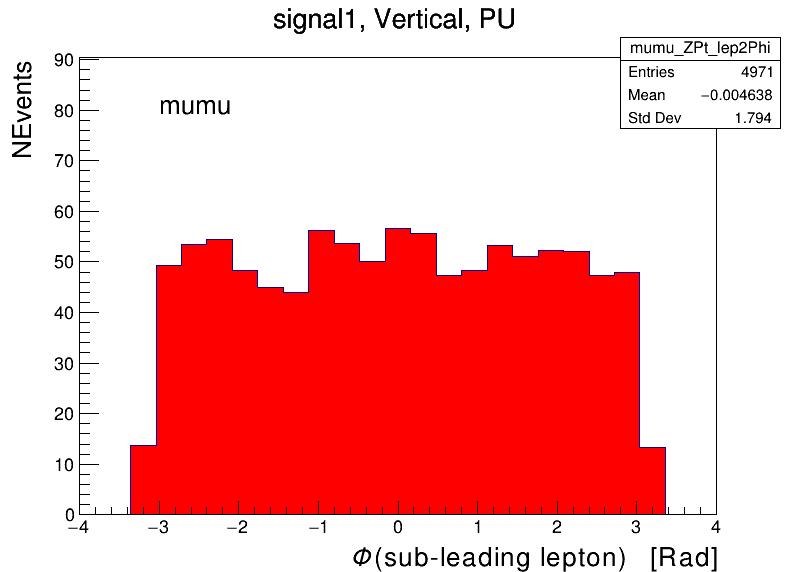 signal1, Vertical, PU
mumu_ZPt_lep2Phi
Entries 4971
Mean −0.004638
Std Dev 1.794
NEvents
mumu
90
80
70
60
50
40
30
20
10
0
−4 −3 −2 −1 0 1 2 3 4
Φ(sub-leading lepton) [Rad]